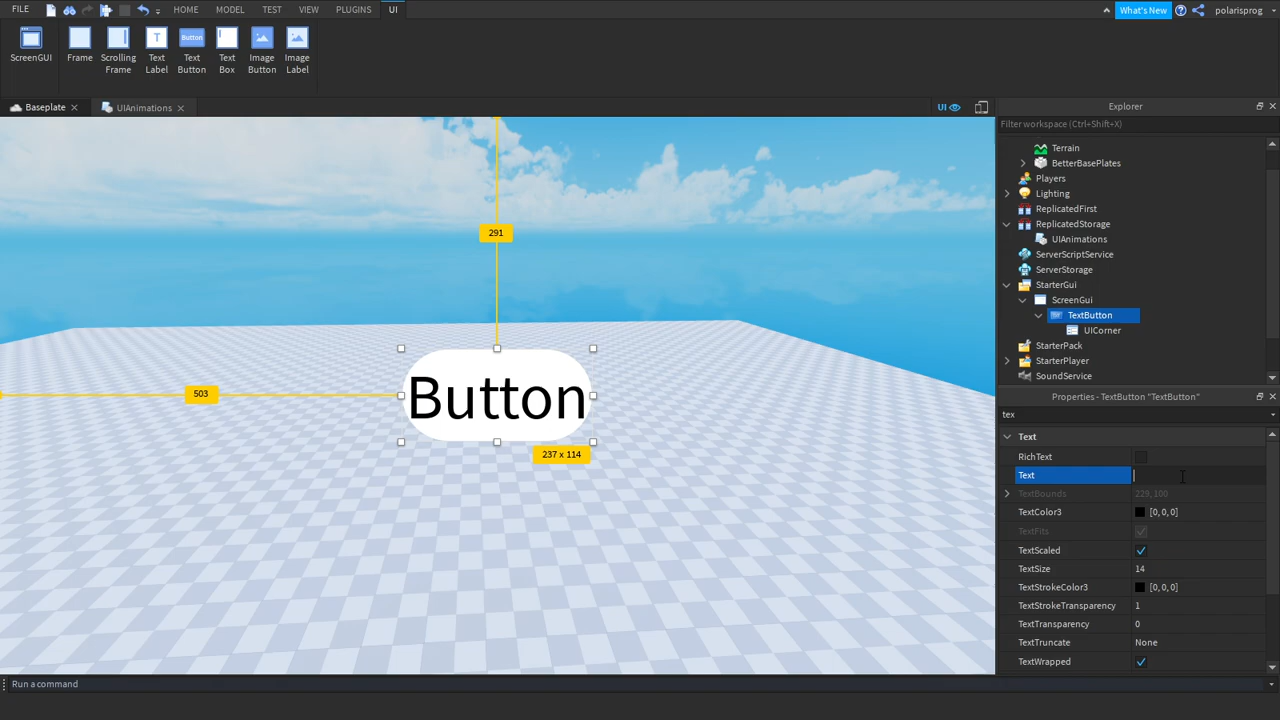 FILE HOME MODEL TEST VIEW PLUGINS UI What's New polarisprog
ScreenGUI Frame Scrolling Frame Text Label Button Text Button Text Box Image Button Image Label
Baseplate UIAnimations UI
Explorer
Filter workspace (Ctrl+Shift+X)
Terrain
BetterBasePlates
Players
Lighting
ReplicatedFirst
ReplicatedStorage
UIAnimations
ServerScriptService
ServerStorage
StarterGui
ScreenGui
TextButton
UICorner
StarterPack
StarterPlayer
SoundService
291
503
Button
237 x 114
Properties - TextButton "TextButton"
tex
Text
RichText
Text
TextBounds 229, 100
TextColor3 [0, 0, 0]
TextFits
TextScaled
TextSize 14
TextStrokeColor3 [0, 0, 0]
TextStrokeTransparency 1
TextTransparency 0
TextTruncate None
TextWrapped
Run a command